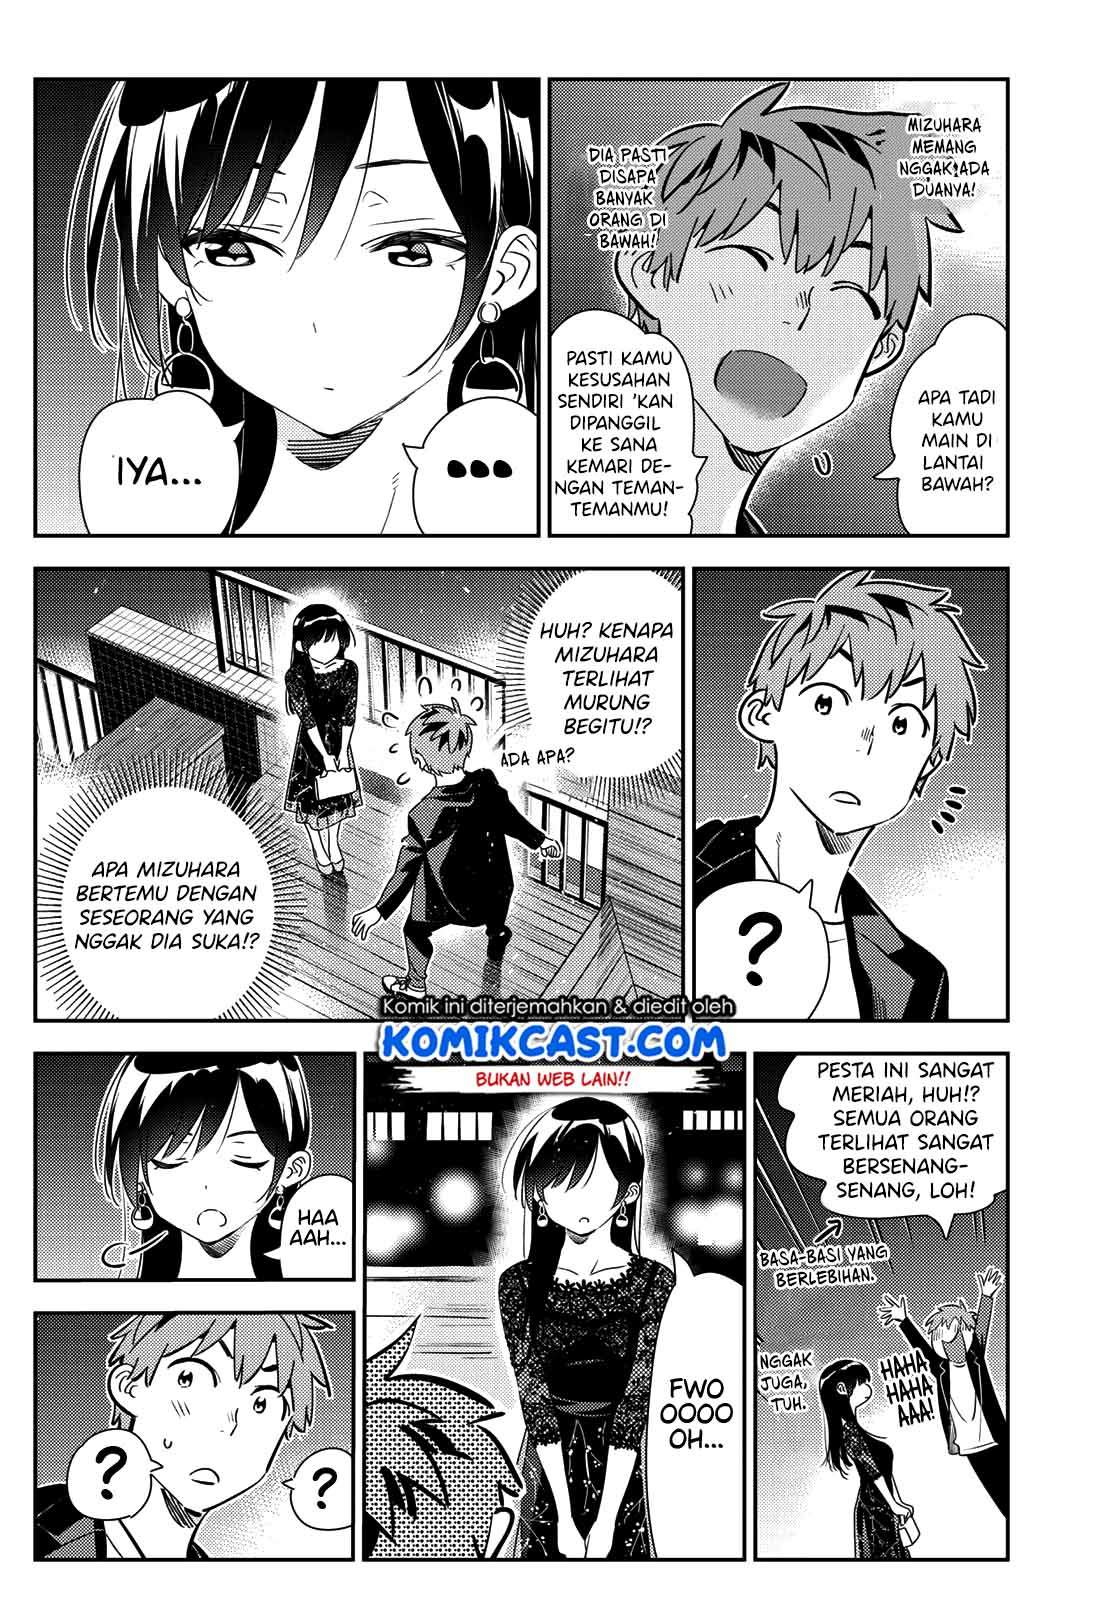 MIZUHARA
MEMANG
NGGAK ADA
DUANYA!
DIA PASTI
DISAPA
BANYAK
ORANG DI
BAWAH!
APA TADI
KAMU
MAIN DI
LANTAI
BAWAH?
PASTI KAMU
KESUSAHAN
SENDIRI 'KAN
DIPANGGIL
KE SANA
KEMARI DE-
NGAN TEMAN-
TEMANMU!
...
IYA...
?
HUH? KENAPA
MIZUHARA
TERLIHAT
MURUNG
BEGITU!?
ADA APA?
APA MIZUHARA
BERTEMU DENGAN
SESEORANG YANG
NGGAK DIA SUKA!?
Komik ini diterjemahkan & diedit oleh
KOMIKCAST.COM
BUKAN WEB LAIN!!
PESTA INI SANGAT
MERIAH, HUH!?
SEMUA ORANG
TERLIHAT SANGAT
BERSENANG-
SENANG, LOH!
BASA-BASI YANG
BERLEBIHAN.
NGGAK
JUGA,
TUH.
HAHA
HAHA
AAA!
FWO
OOOO
OH...
HAA
AAH...
?
?